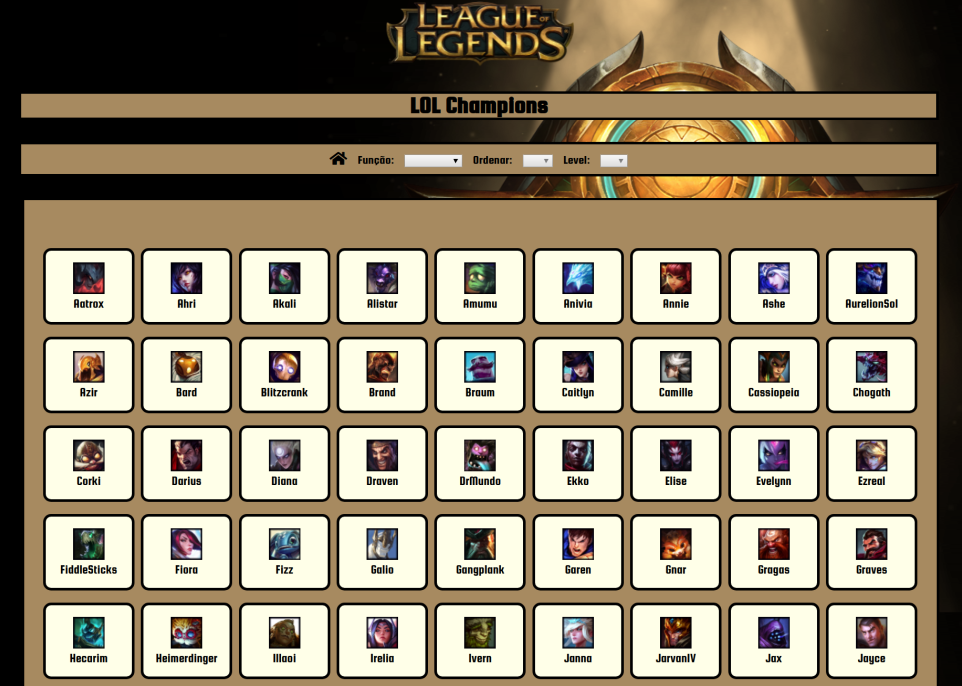 LEAGUE OF
LEGENDS
LOL Champions
Função: Ordenar: Level:
Aatrox Ahri Akali Alistar Amumu Anivia Annie Ashe AurelionSol
Azir Bard Blitzcrank Brand Braum Caitlyn Camille Cassiopeia Chogath
Corki Darius Diana Draven DrMundo Ekko Elise Evelynn Ezreal
FiddleSticks Fiora Fizz Galio Gangplank Garen Gnar Gragas Graves
Hecarim Heimerdinger Illaoi Irelia Ivern Janna JarvanIV Jax Jayce